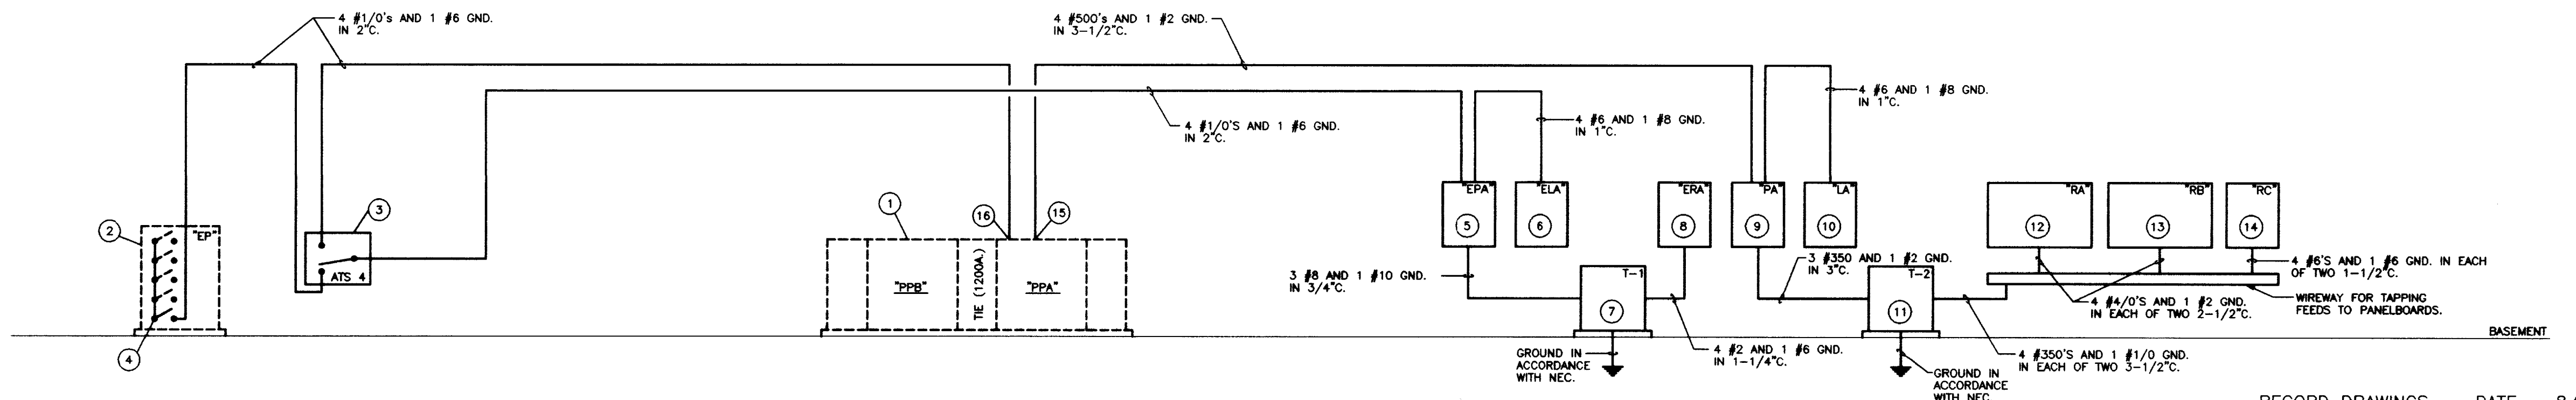 4 #1/0's AND 1 #6 GND.
IN 2"C.
4 #500's AND 1 #2 GND.
IN 3-1/2"C.
4 #1/0'S AND 1 #6 GND.
IN 2"C.
4 #6 AND 1 #8 GND.
IN 1"C.
4 #6 AND 1 #8 GND.
IN 1"C.
2
"EP"
4
3
ATS 4
1
"PPB"
TIE (1200A.)
"PPA"
16
15
"EPA"
5
"ELA"
6
"ERA"
8
"PA"
9
"LA"
10
"RA"
12
"RB"
13
"RC"
14
3 #8 AND 1 #10 GND.
IN 3/4"C.
T-1
7
3 #350 AND 1 #2 GND.
IN 3"C.
T-2
11
4 #6'S AND 1 #6 GND. IN EACH
OF TWO 1-1/2"C.
4 #4/0'S AND 1 #2 GND.
IN EACH OF TWO 2-1/2"C.
WIREWAY FOR TAPPING
FEEDS TO PANELBOARDS.
BASEMENT
GROUND IN
ACCORDANCE
WITH NEC.
4 #2 AND 1 #6 GND.
IN 1-1/4"C.
GROUND IN
ACCORDANCE
WITH NEC
4 #350'S AND 1 #1/0 GND.
IN EACH OF TWO 3-1/2"C.
RECORD DRAWINGS DATE